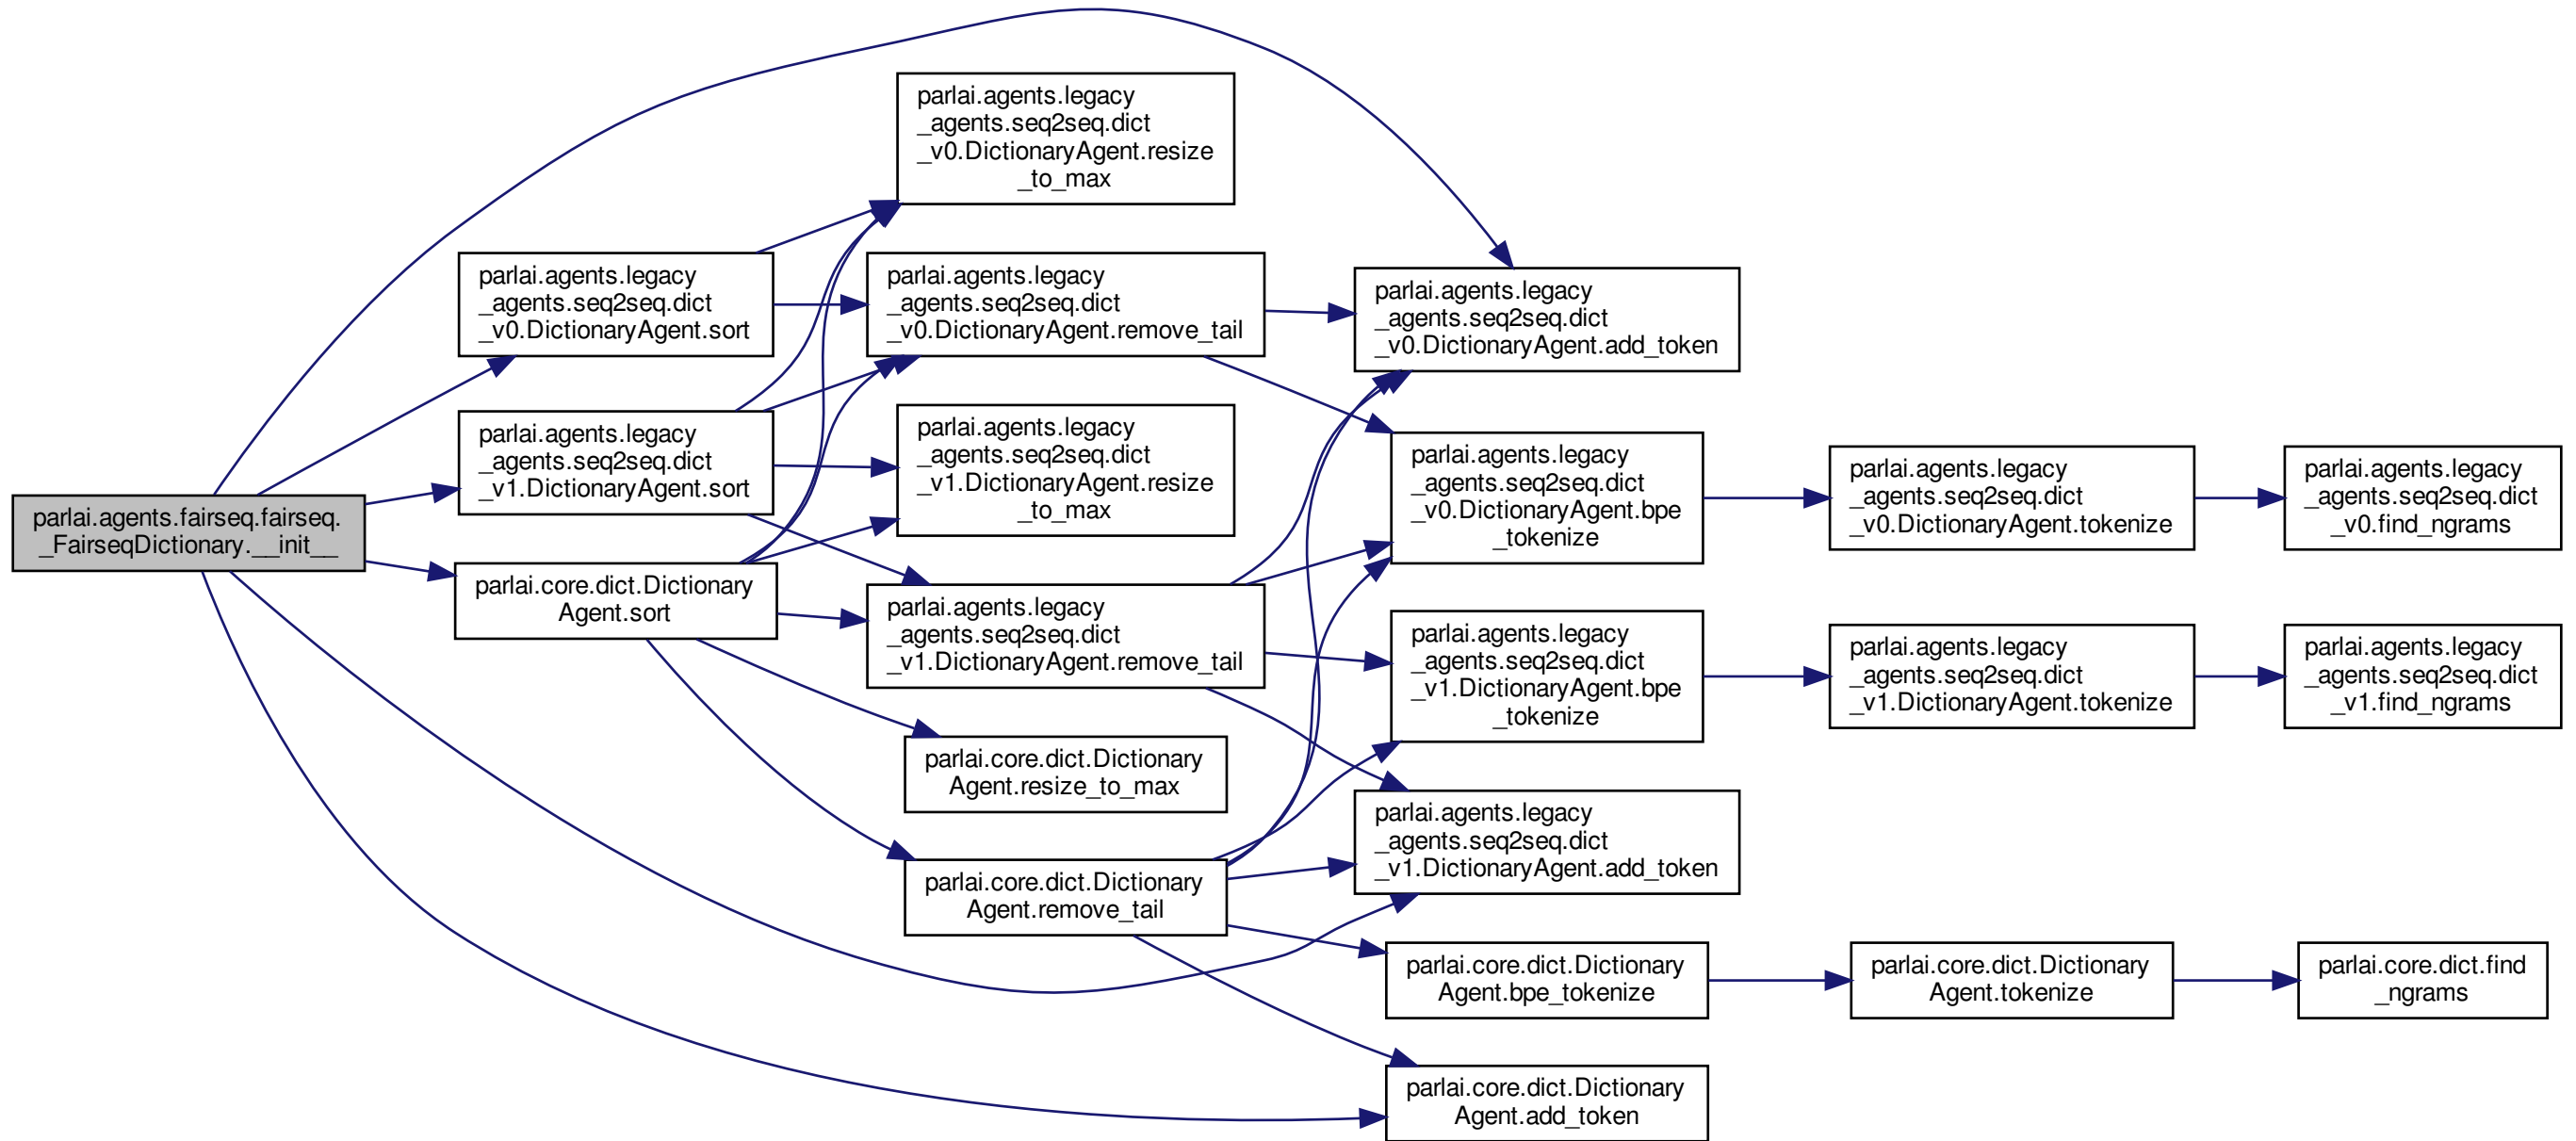 parlai.agents.fairseq.fairseq.
_FairseqDictionary.__init__
parlai.agents.legacy
_agents.seq2seq.dict
_v0.DictionaryAgent.sort
parlai.agents.legacy
_agents.seq2seq.dict
_v1.DictionaryAgent.sort
parlai.core.dict.Dictionary
Agent.sort
parlai.agents.legacy
_agents.seq2seq.dict
_v0.DictionaryAgent.resize
_to_max
parlai.agents.legacy
_agents.seq2seq.dict
_v0.DictionaryAgent.remove_tail
parlai.agents.legacy
_agents.seq2seq.dict
_v1.DictionaryAgent.resize
_to_max
parlai.agents.legacy
_agents.seq2seq.dict
_v1.DictionaryAgent.remove_tail
parlai.core.dict.Dictionary
Agent.resize_to_max
parlai.core.dict.Dictionary
Agent.remove_tail
parlai.agents.legacy
_agents.seq2seq.dict
_v0.DictionaryAgent.add_token
parlai.agents.legacy
_agents.seq2seq.dict
_v0.DictionaryAgent.bpe
_tokenize
parlai.agents.legacy
_agents.seq2seq.dict
_v1.DictionaryAgent.bpe
_tokenize
parlai.agents.legacy
_agents.seq2seq.dict
_v1.DictionaryAgent.add_token
parlai.core.dict.Dictionary
Agent.bpe_tokenize
parlai.core.dict.Dictionary
Agent.add_token
parlai.agents.legacy
_agents.seq2seq.dict
_v0.DictionaryAgent.tokenize
parlai.agents.legacy
_agents.seq2seq.dict
_v1.DictionaryAgent.tokenize
parlai.core.dict.Dictionary
Agent.tokenize
parlai.agents.legacy
_agents.seq2seq.dict
_v0.find_ngrams
parlai.agents.legacy
_agents.seq2seq.dict
_v1.find_ngrams
parlai.core.dict.find
_ngrams